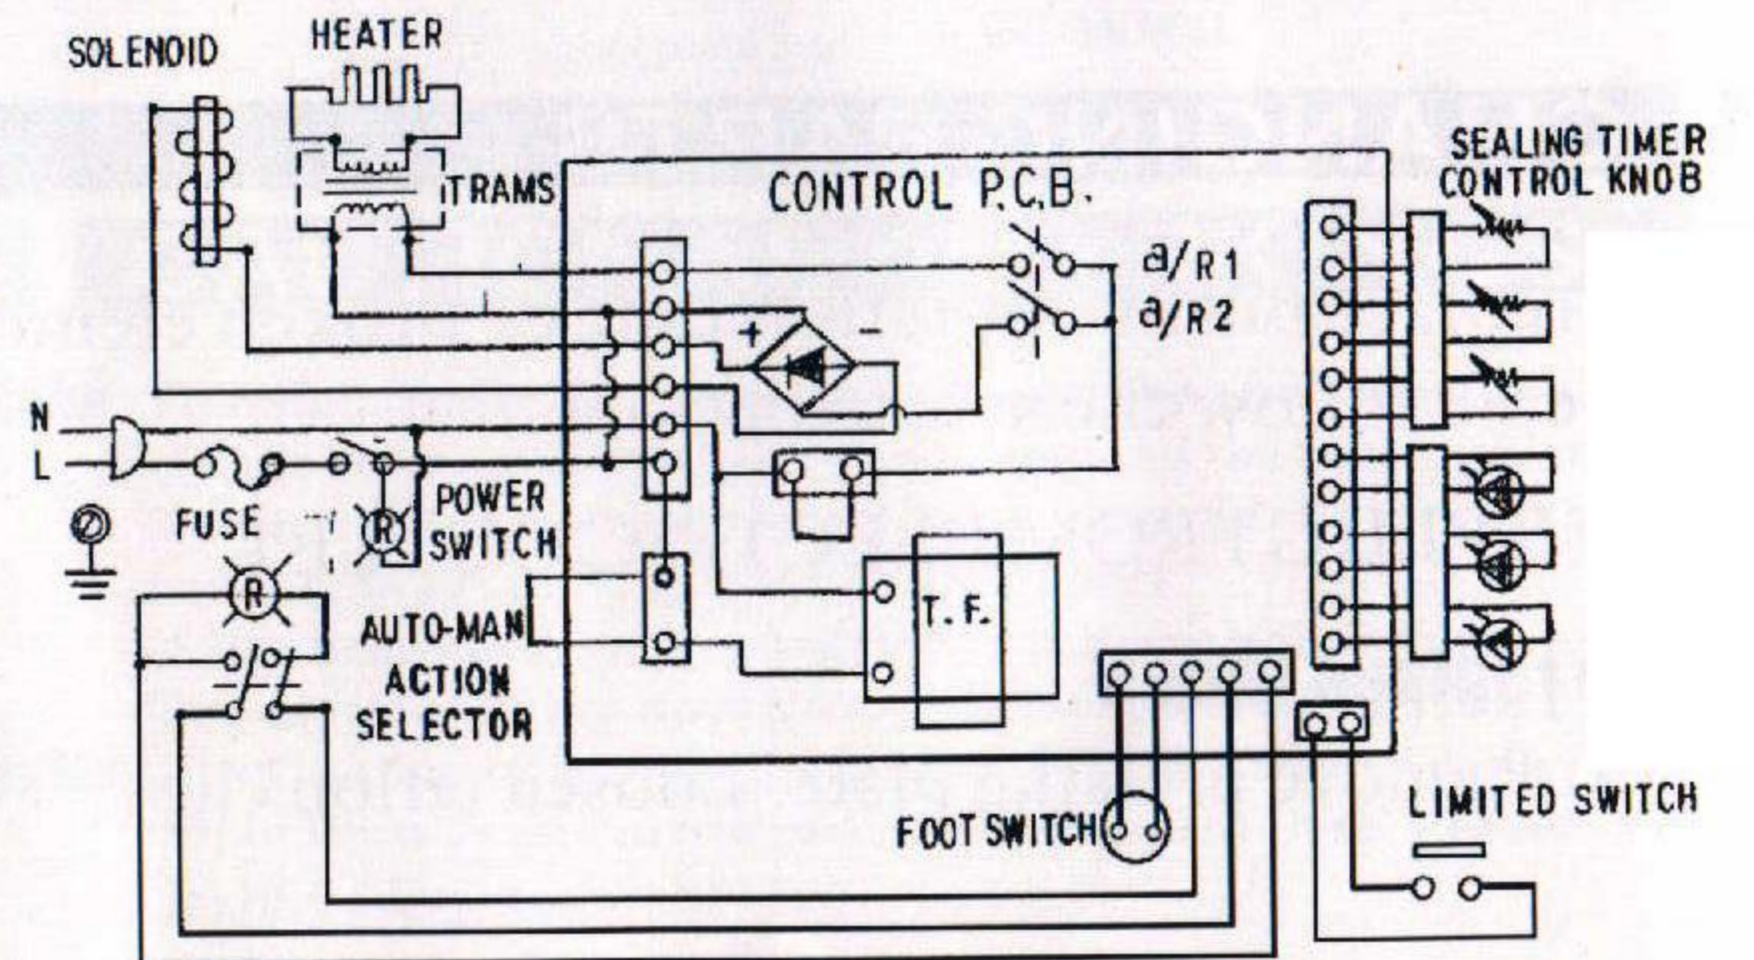 SOLENOID
HEATER
TRAMS
CONTROL P.C.B.
SEALING TIMER
CONTROL KNOB
a/R1
a/R2
+ -
N
L
FUSE
R
POWER
SWITCH
R
AUTO-MAN
ACTION
SELECTOR
T.F.
FOOT SWITCH
LIMITED SWITCH